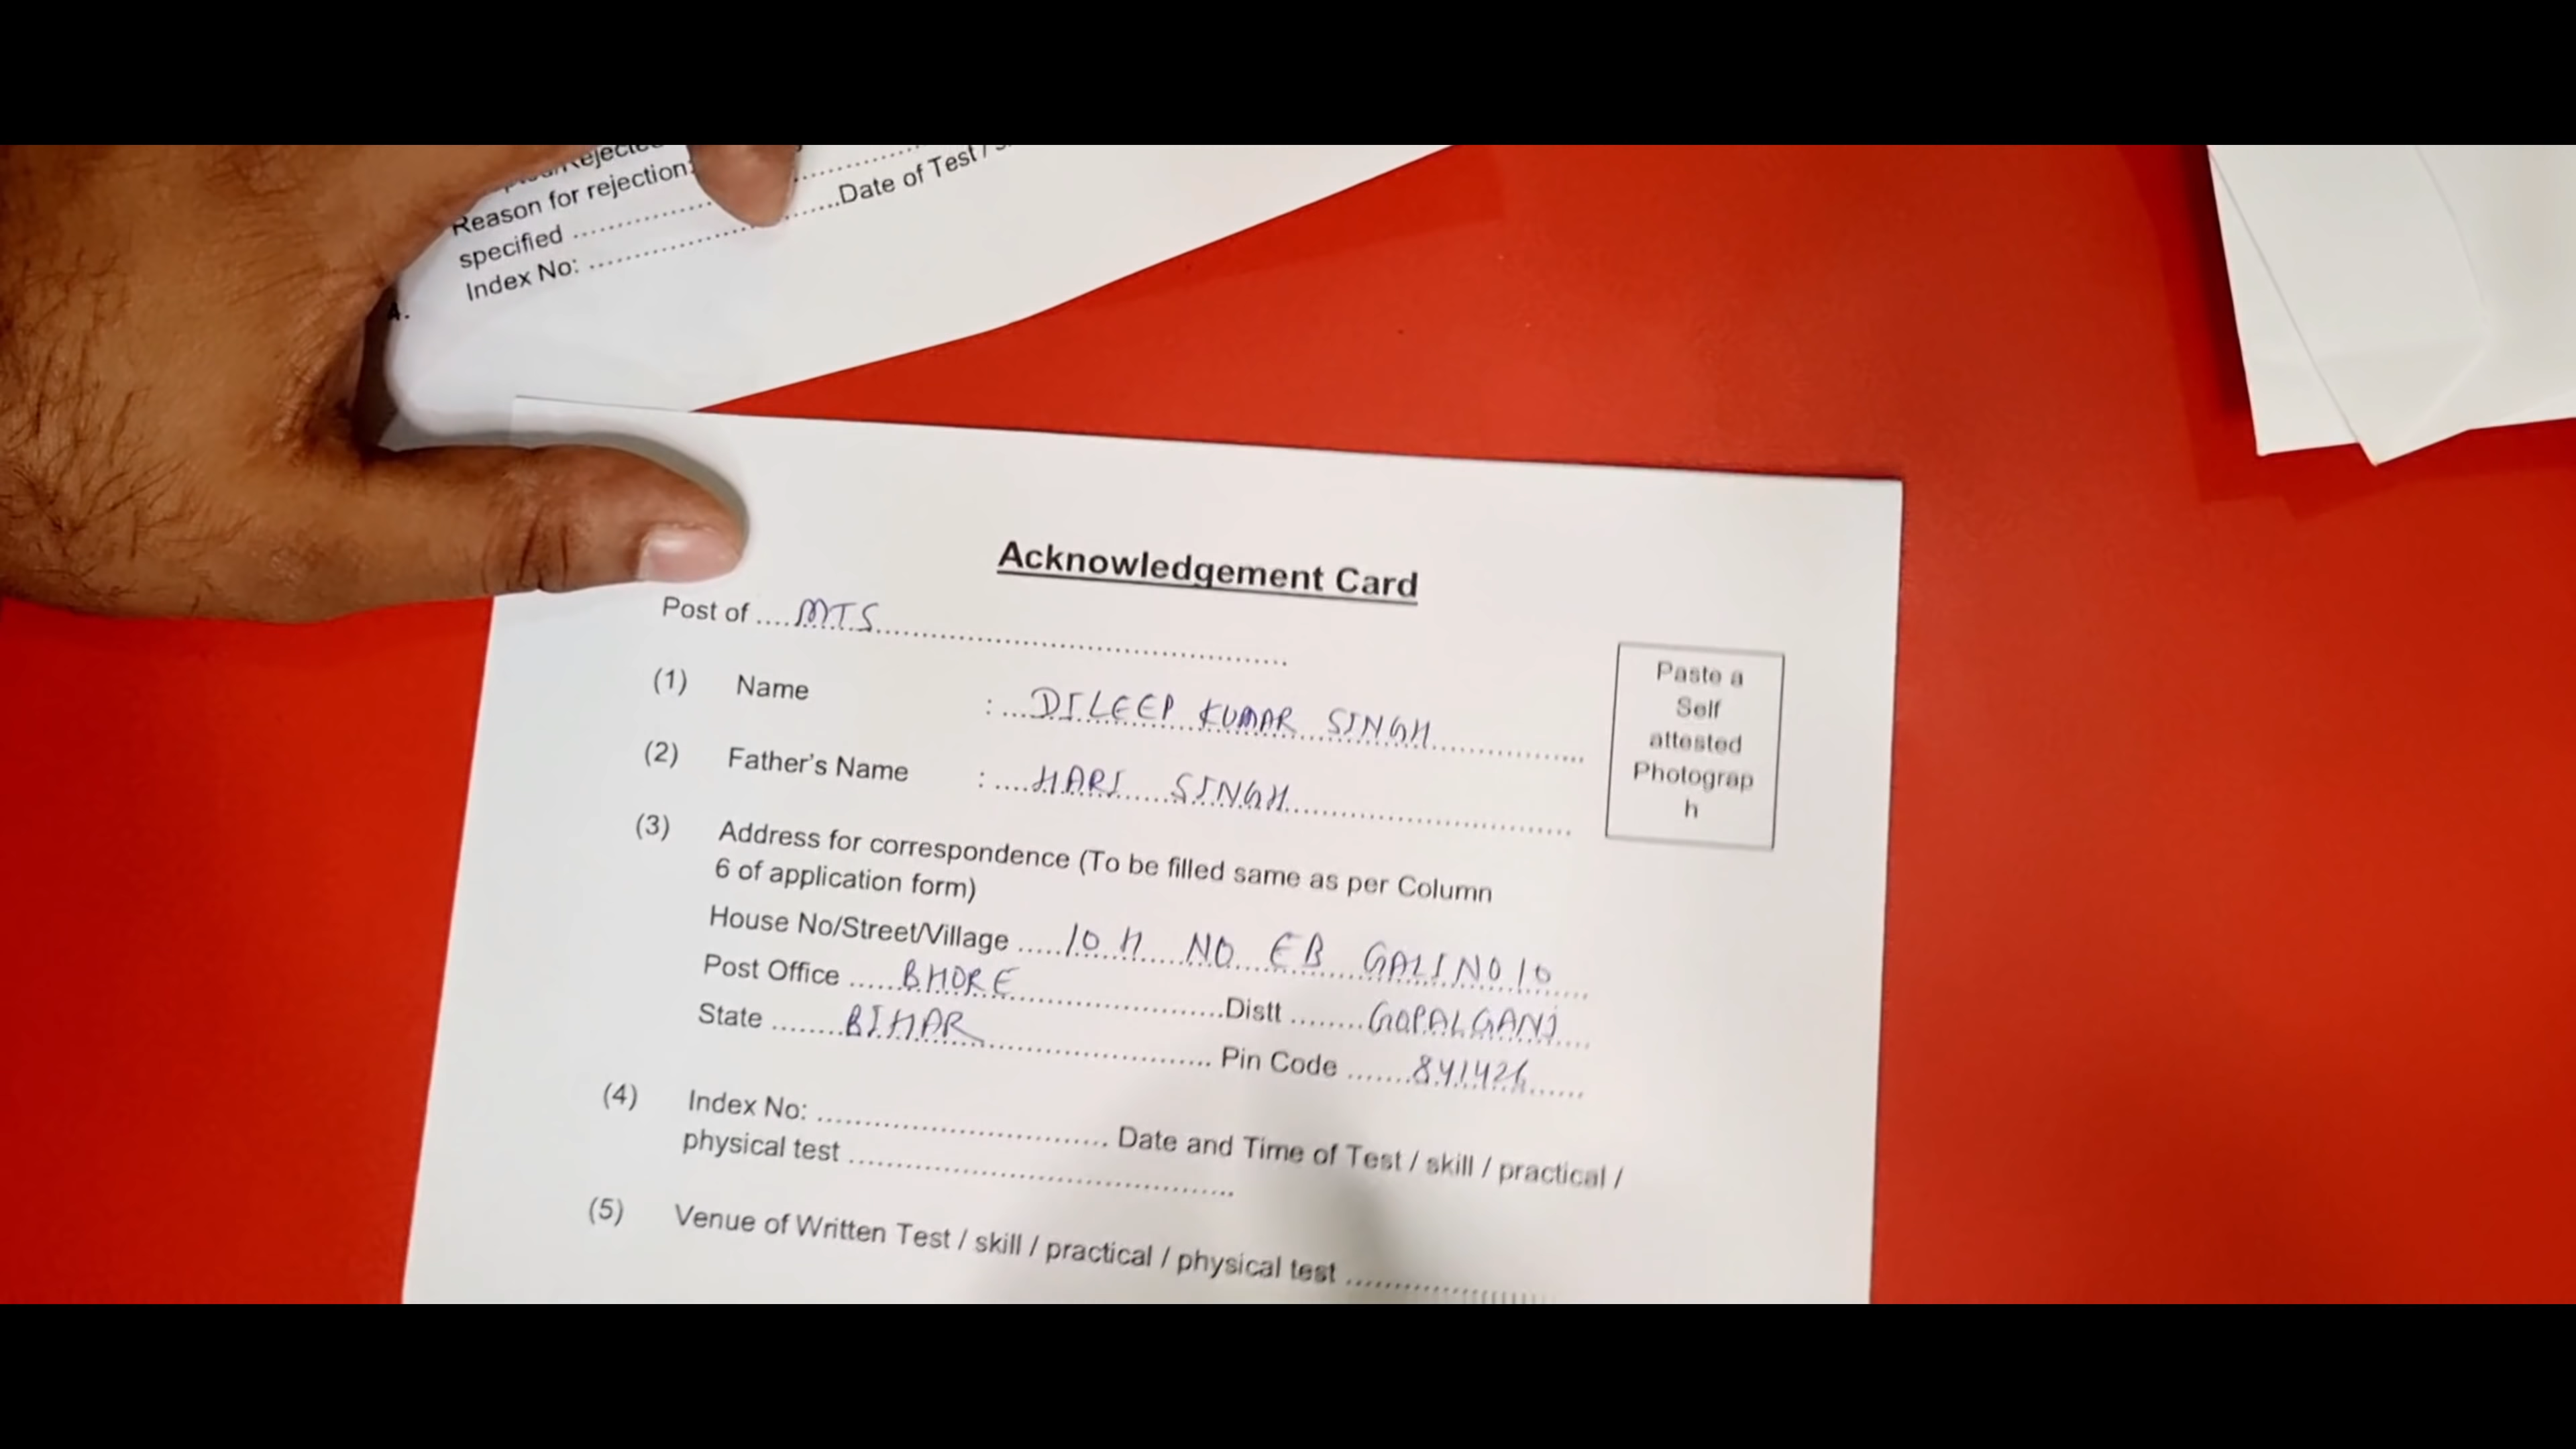 Reason for rejection:
specified ....................
Index No: ........................Date of Test /
A.
Acknowledgement Card
Post of ....MTS..................................................
(1) Name : ...DILEEP KUMAR SINGH..................
(2) Father's Name : ....HARI SINGH...................................
(3) Address for correspondence (To be filled same as per Column
6 of application form)
House No/Street/Village .....10 H NO EB GALI NO 10
Post Office ......BHORE..........................Distt ........GOPALGANJ
State ........BIHAR............................ Pin Code .......841426......
(4) Index No: ................................. Date and Time of Test / skill / practical /
physical test ............................................
(5) Venue of Written Test / skill / practical / physical test ....................
Paste a
Self
attested
Photograp
h